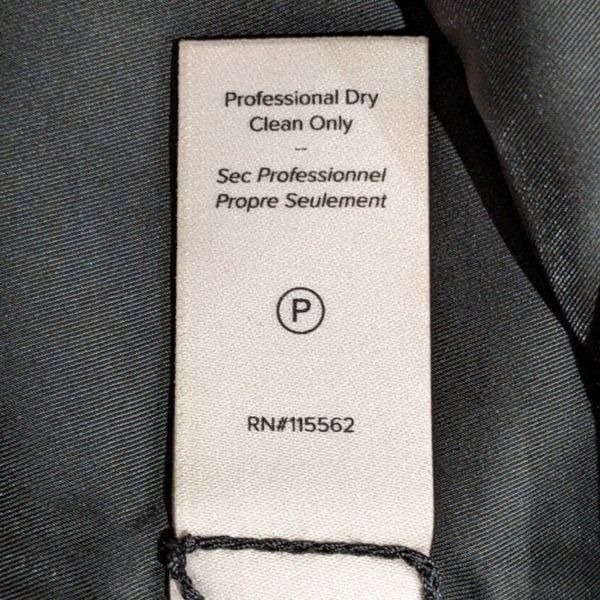 Professional Dry
Clean Only
--
Sec Professionnel
Propre Seulement
P
RN#115562